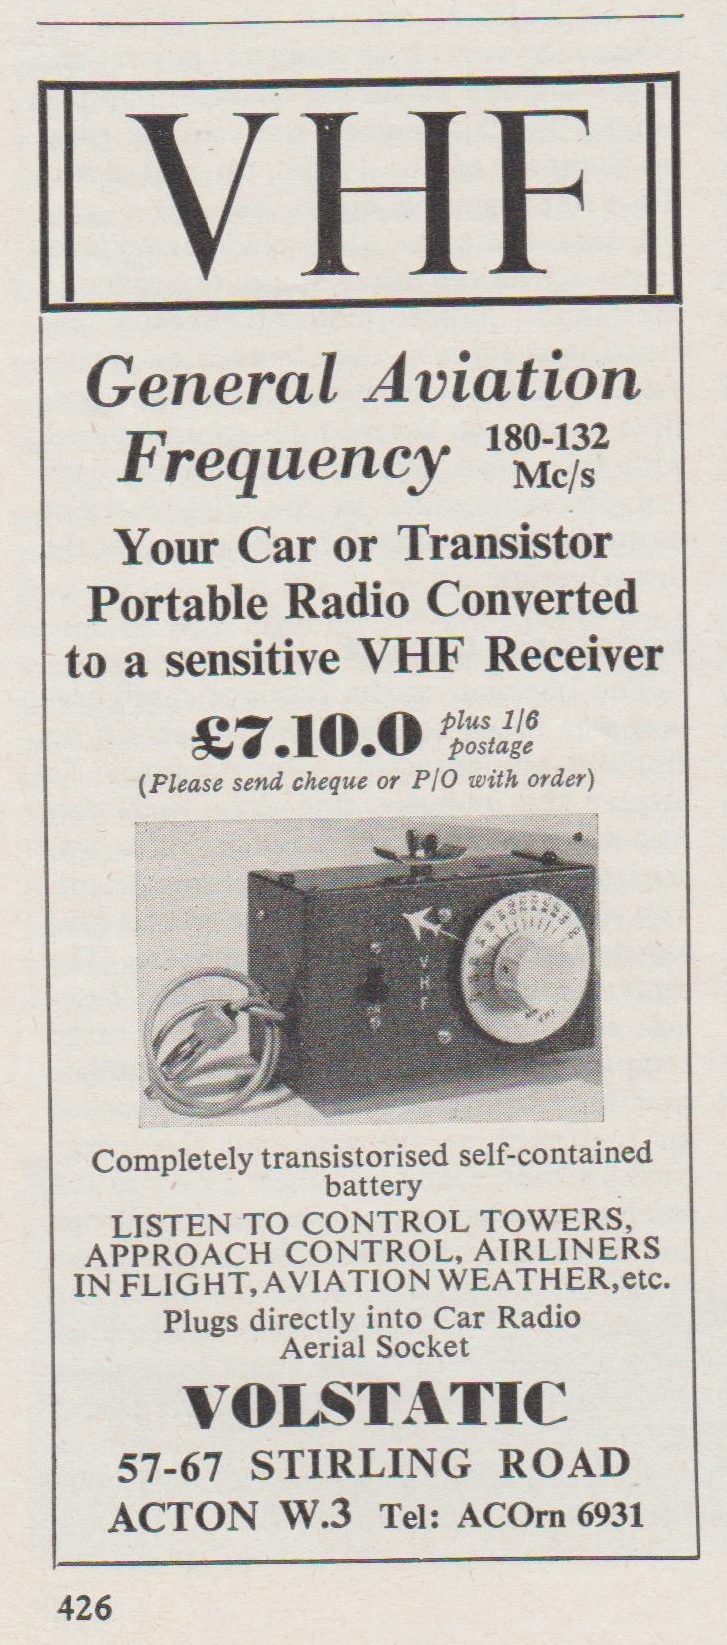 VHF
General Aviation
Frequency 180-132
Mc/s
Your Car or Transistor
Portable Radio Converted
to a sensitive VHF Receiver
£7.10.0 plus 1/6
postage
(Please send cheque or P/O with order)
VHF
Completely transistorised self-contained
battery
LISTEN TO CONTROL TOWERS,
APPROACH CONTROL, AIRLINERS
IN FLIGHT, AVIATION WEATHER, etc.
Plugs directly into Car Radio
Aerial Socket
VOLSTATIC
57-67 STIRLING ROAD
ACTON W.3 Tel: ACOrn 6931
426